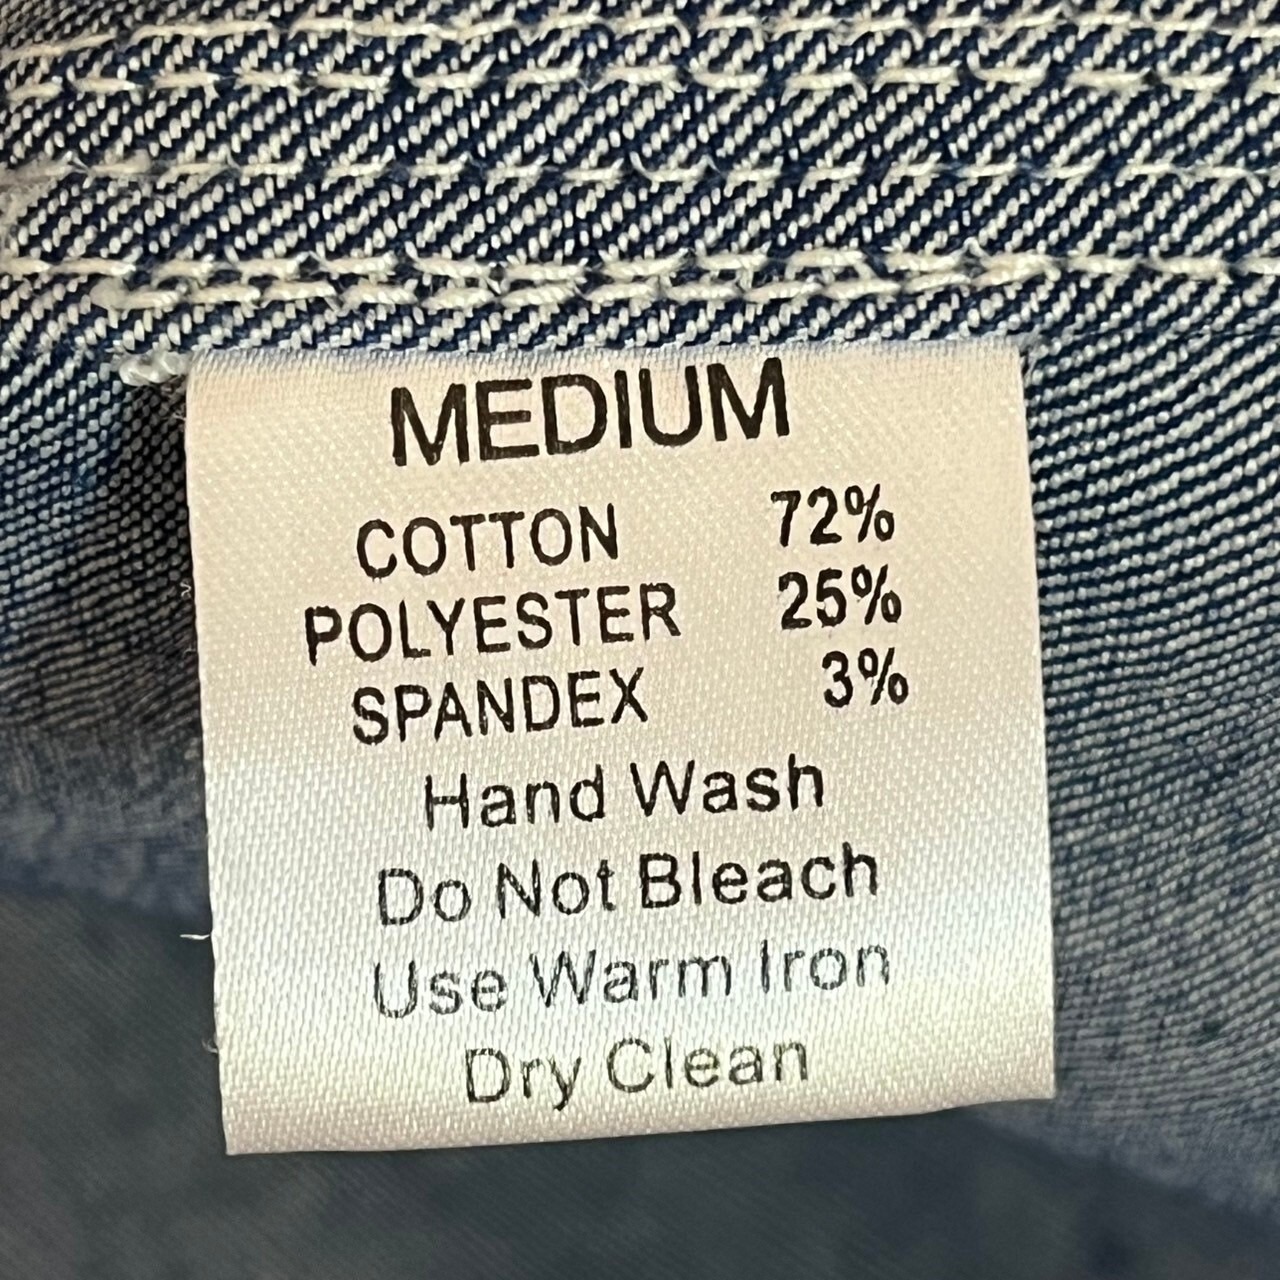 MEDIUM
COTTON 72%
POLYESTER 25%
SPANDEX 3%
Hand Wash
Do Not Bleach
Use Warm Iron
Dry Clean